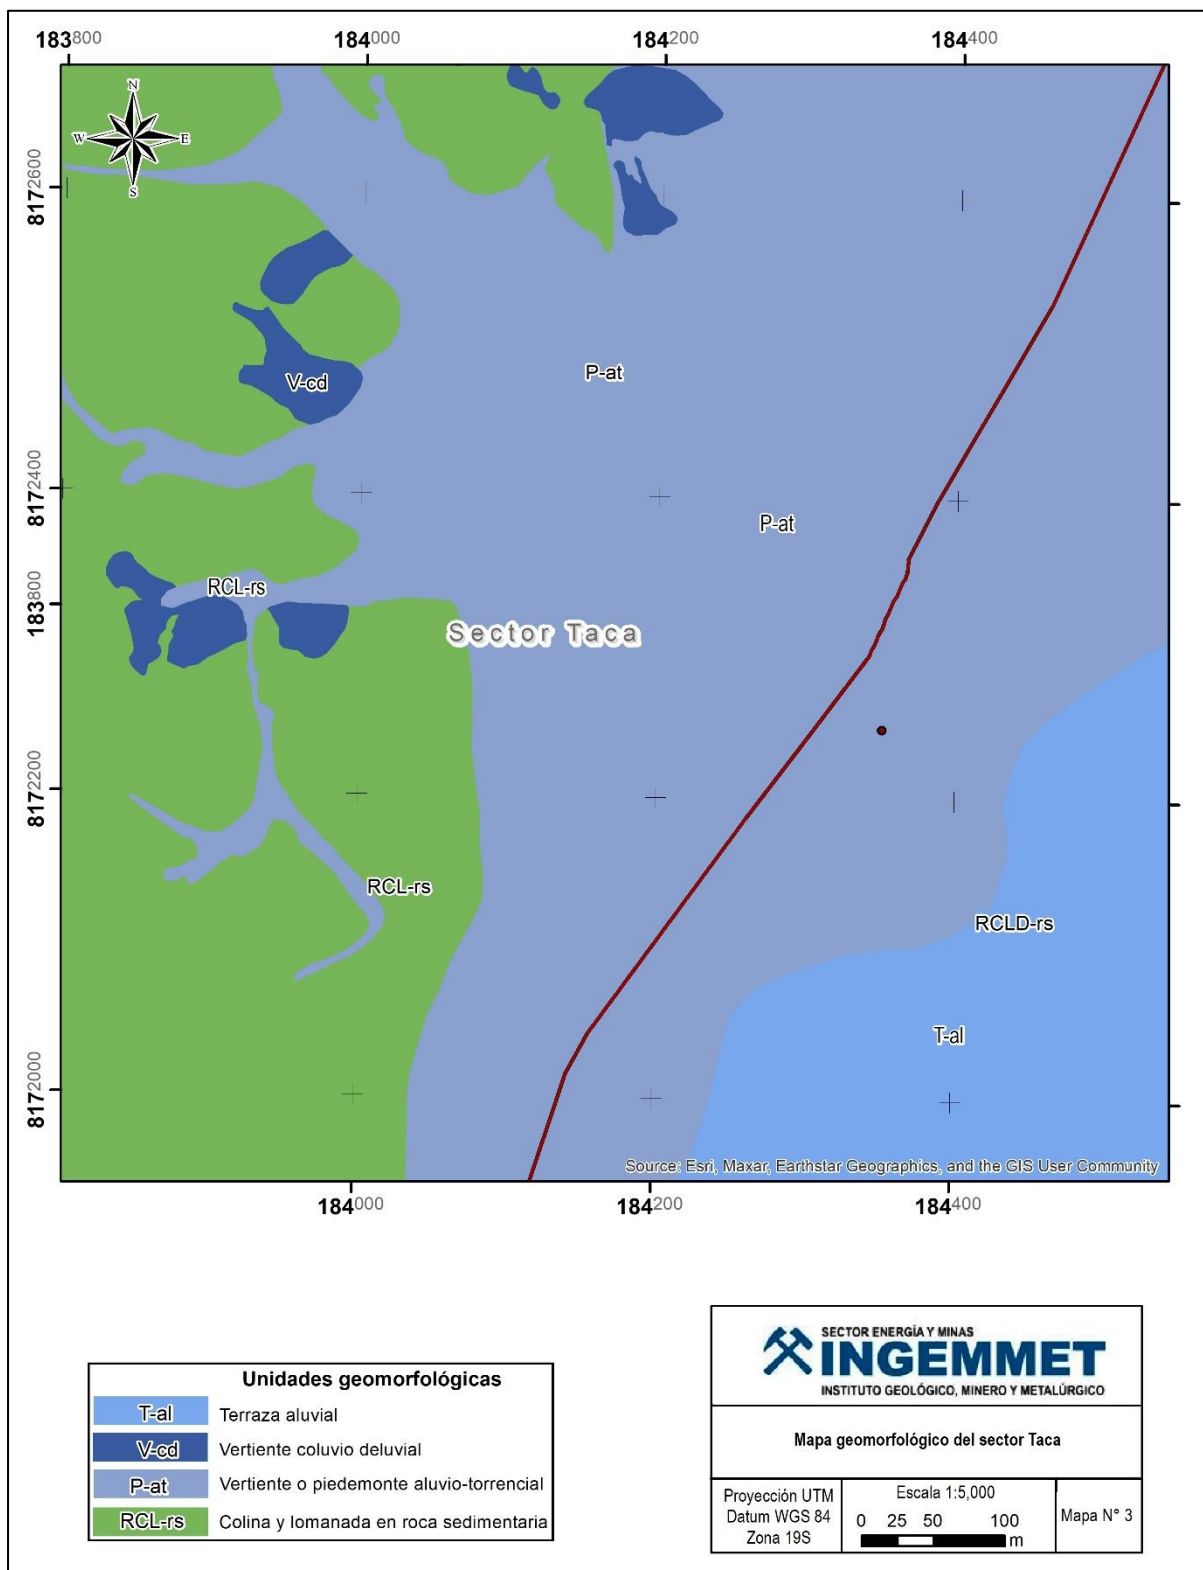 183800 184000 184200 184400
N
W E
S
8172600
V-cd
P-at
8172400
P-at
RCL-rs
183800
Sector Taca
8172200
RCL-rs
RCLD-rs
T-al
8172000
Source: Esri, Maxar, Earthstar Geographics, and the GIS User Community
184000 184200 184400
Unidades geomorfológicas
T-al Terraza aluvial
V-cd Vertiente coluvio deluvial
P-at Vertiente o piedemonte aluvio-torrencial
RCL-rs Colina y lomanada en roca sedimentaria
SECTOR ENERGÍA Y MINAS
INGEMMET
INSTITUTO GEOLÓGICO, MINERO Y METALÚRGICO
Mapa geomorfológico del sector Taca
Proyección UTM
Datum WGS 84
Zona 19S
Escala 1:5,000
0 25 50 100
m
Mapa N° 3